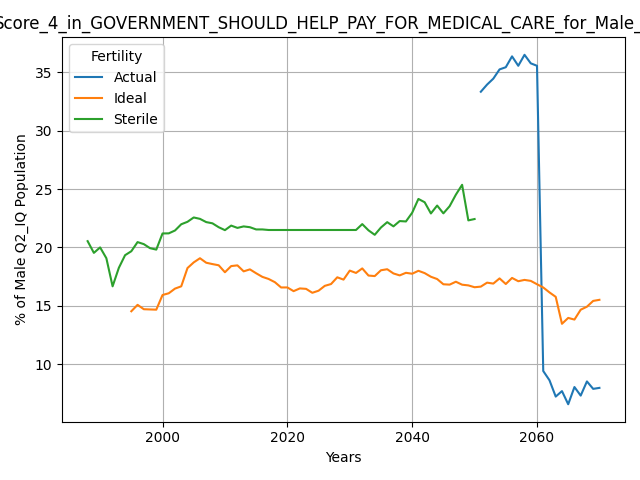 Score_4_in_GOVERNMENT_SHOULD_HELP_PAY_FOR_MEDICAL_CARE_for_Male_
Fertility
Actual
Ideal
Sterile
% of Male Q2_IQ Population
35
30
25
20
15
10
2000 2020 2040 2060
Years